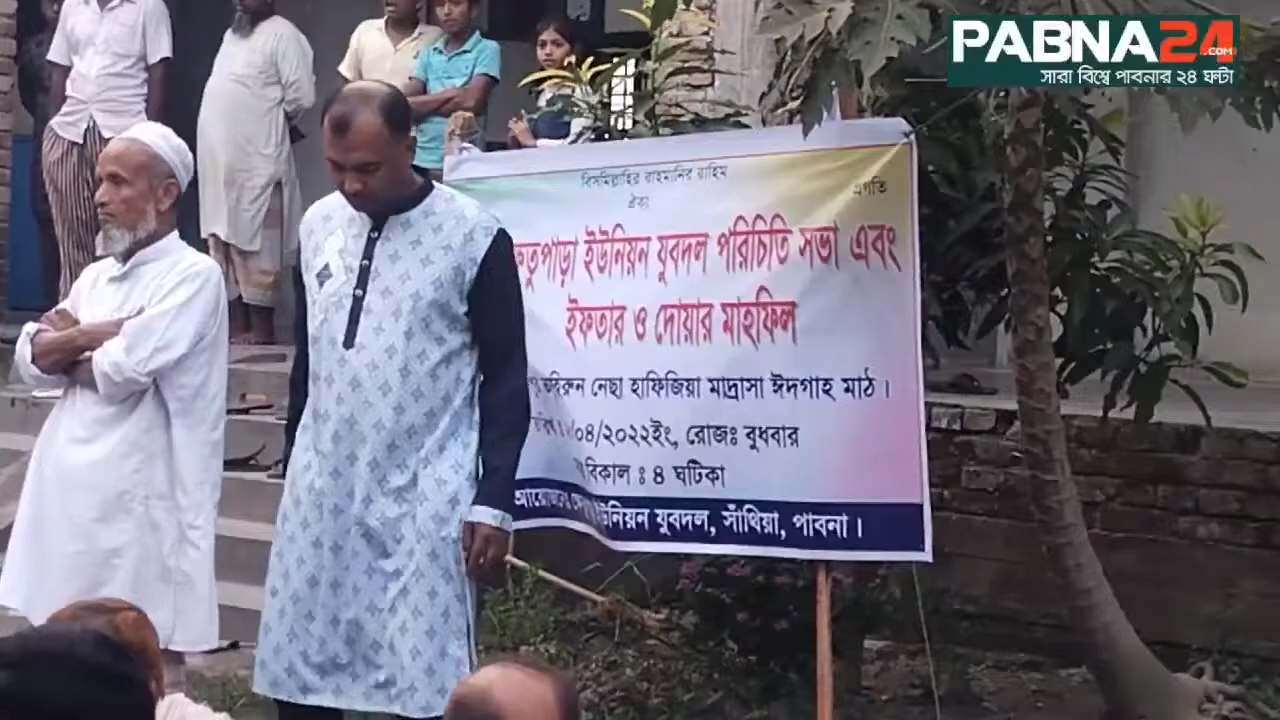 PABNA24.COM
সারা বিশ্বে পাবনার ২৪ ঘন্টা
বিসমিল্লাহির রাহমানির রাহিম
ঐক্য প্রগতি
ইউনিয়ন যুবদল পরিচিতি সভা এবং
ইফতার ও দোয়ার মাহফিল
নেছা হাফিজিয়া মাদ্রাসা ঈদগাহ মাঠ।
/০৪/২০২২ইং, রোজঃ বুধবার
বিকাল ঃ ৪ ঘটিকা
ইউনিয়ন যুবদল, সাঁথিয়া, পাবনা।